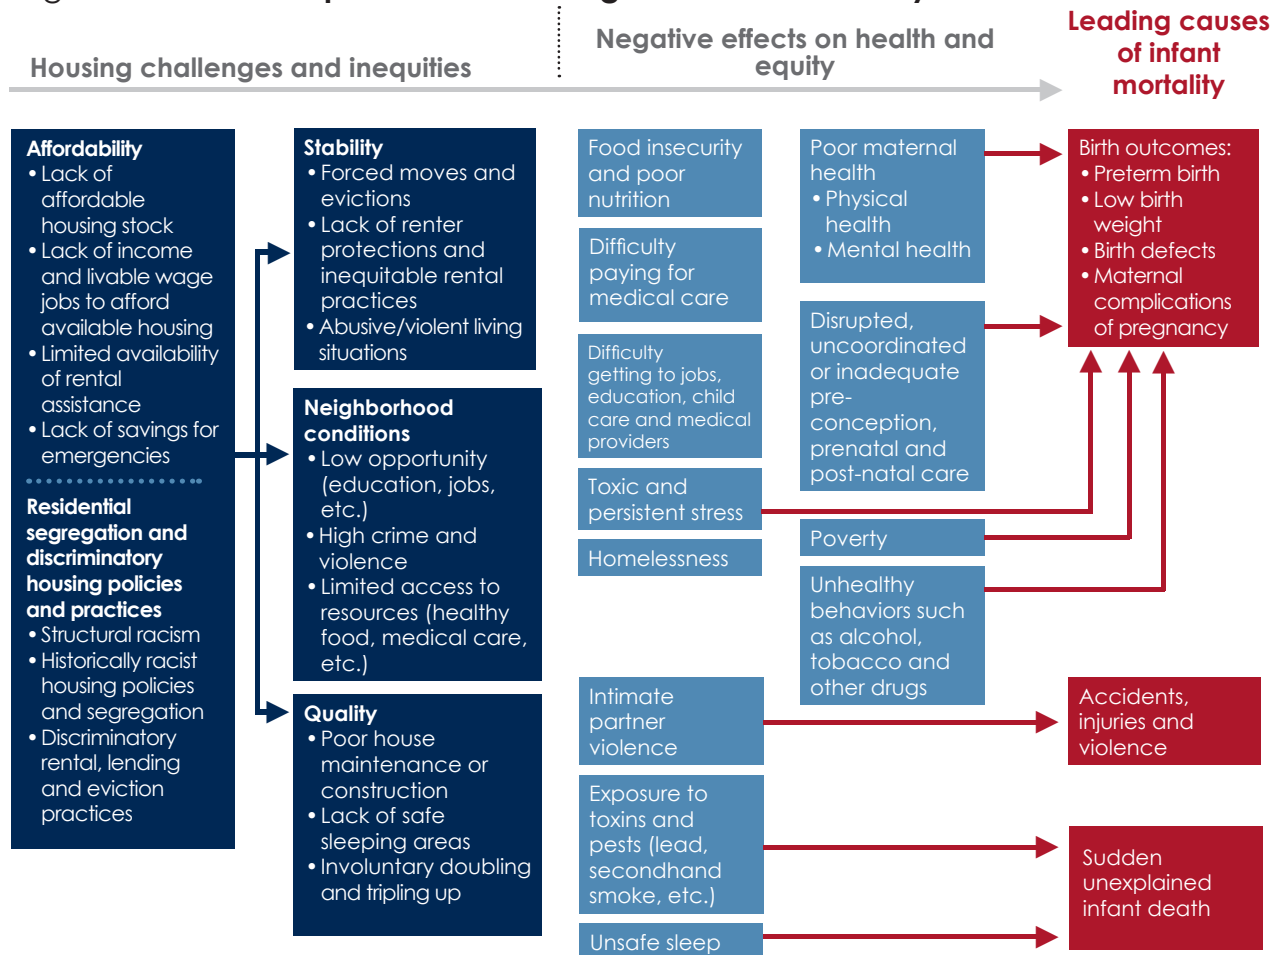 Housing challenges and inequities
Negative effects on health and
equity
Leading causes
of infant
mortality
Affordability
• Lack of
affordable
housing stock
• Lack of income
and livable wage
jobs to afford
available housing
• Limited availability
of rental
assistance
• Lack of savings for
emergencies
Residential
segregation and
discriminatory
housing policies
and practices
• Structural racism
• Historically racist
housing policies
and segregation
• Discriminatory
rental, lending
and eviction
practices
Stability
• Forced moves and
evictions
• Lack of renter
protections and
inequitable rental
practices
• Abusive/violent living
situations
Neighborhood
conditions
• Low opportunity
(education, jobs,
etc.)
• High crime and
violence
• Limited access to
resources (healthy
food, medical care,
etc.)
Quality
• Poor house
maintenance or
construction
• Lack of safe
sleeping areas
• Involuntary doubling
and tripling up
Food insecurity
and poor
nutrition
Difficulty
paying for
medical care
Difficulty
getting to jobs,
education, child
care and medical
providers
Toxic and
persistent stress
Homelessness
Intimate
partner
violence
Exposure to
toxins and
pests (lead,
secondhand
smoke, etc.)
Unsafe sleep
Poor maternal
health
• Physical
health
• Mental health
Disrupted,
uncoordinated
or inadequate
pre-
conception,
prenatal and
post-natal care
Poverty
Unhealthy
behaviors such
as alcohol,
tobacco and
other drugs
Birth outcomes:
• Preterm birth
• Low birth
weight
• Birth defects
• Maternal
complications
of pregnancy
Accidents,
injuries and
violence
Sudden
unexplained
infant death